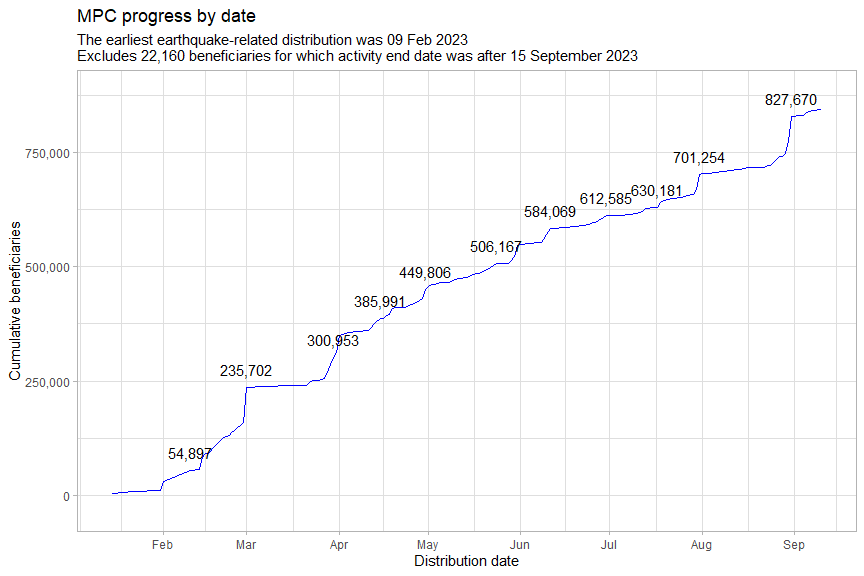 MPC progress by date
The earliest earthquake-related distribution was 09 Feb 2023
Excludes 22,160 beneficiaries for which activity end date was after 15 September 2023
827,670
750,000
701,254
630,181
612,585
584,069
506,167
500,000
449,806
385,991
300,953
250,000
235,702
54,897
0
Cumulative beneficiaries
Feb Mar Apr May Jun Jul Aug Sep
Distribution date